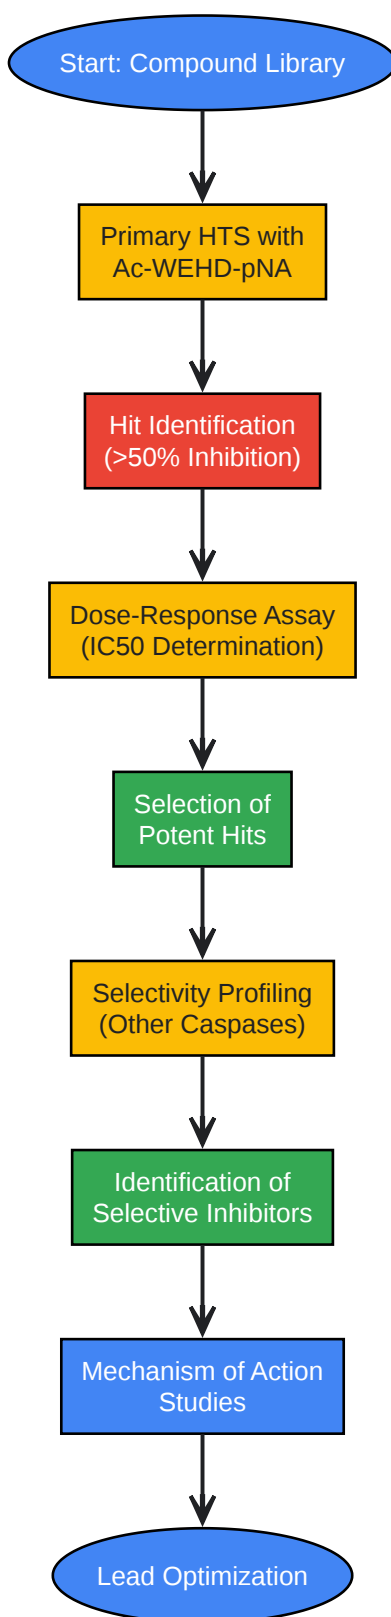 Start: Compound Library
Primary HTS with
Ac-WEHD-pNA
Hit Identification
(>50% Inhibition)
Dose-Response Assay
(IC50 Determination)
Selection of
Potent Hits
Selectivity Profiling
(Other Caspases)
Identification of
Selective Inhibitors
Mechanism of Action
Studies
Lead Optimization